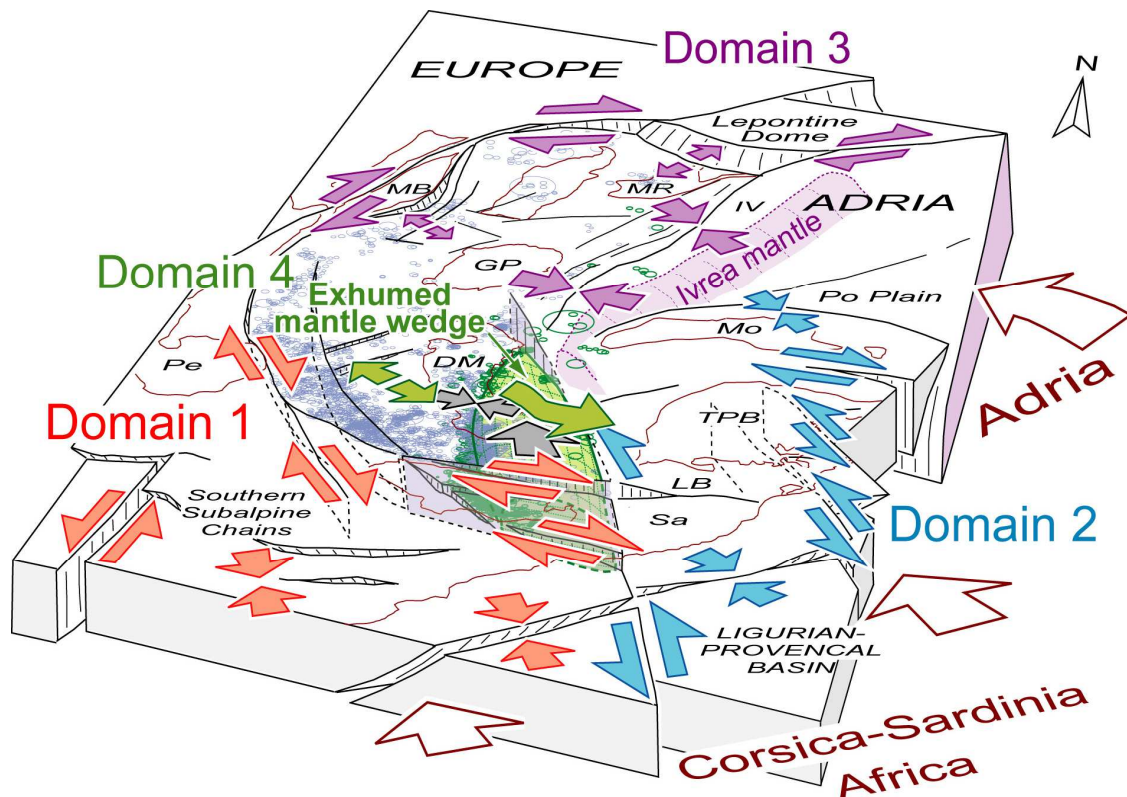 Domain 3
EUROPE
N
Lepontine
Dome
MB
MR
IV
ADRIA
Ivrea mantle
GP
Domain 4
Exhumed
mantle wedge
Po Plain
Mo
Pe
DM
Adria
Domain 1
TPB
LB
Southern
Subalpine
Chains
Sa
Domain 2
LIGURIAN-
PROVENCAL
BASIN
Corsica-Sardinia
Africa